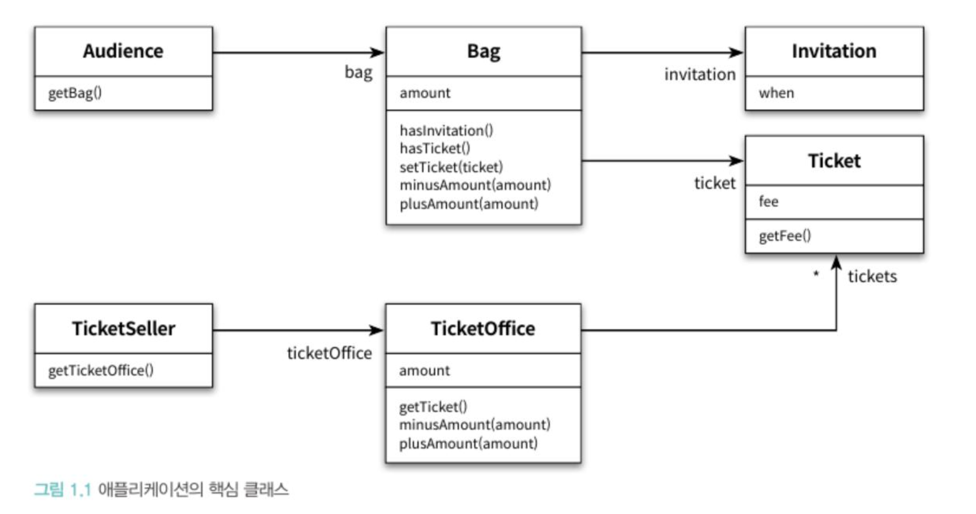 Audience
getBag()
bag
Bag
amount
hasInvitation()
hasTicket()
setTicket(ticket)
minusAmount(amount)
plusAmount(amount)
invitation
Invitation
when
ticket
Ticket
fee
getFee()
* tickets
TicketSeller
getTicketOffice()
ticketOffice
TicketOffice
amount
getTicket()
minusAmount(amount)
plusAmount(amount)
그림 1.1 애플리케이션의 핵심 클래스